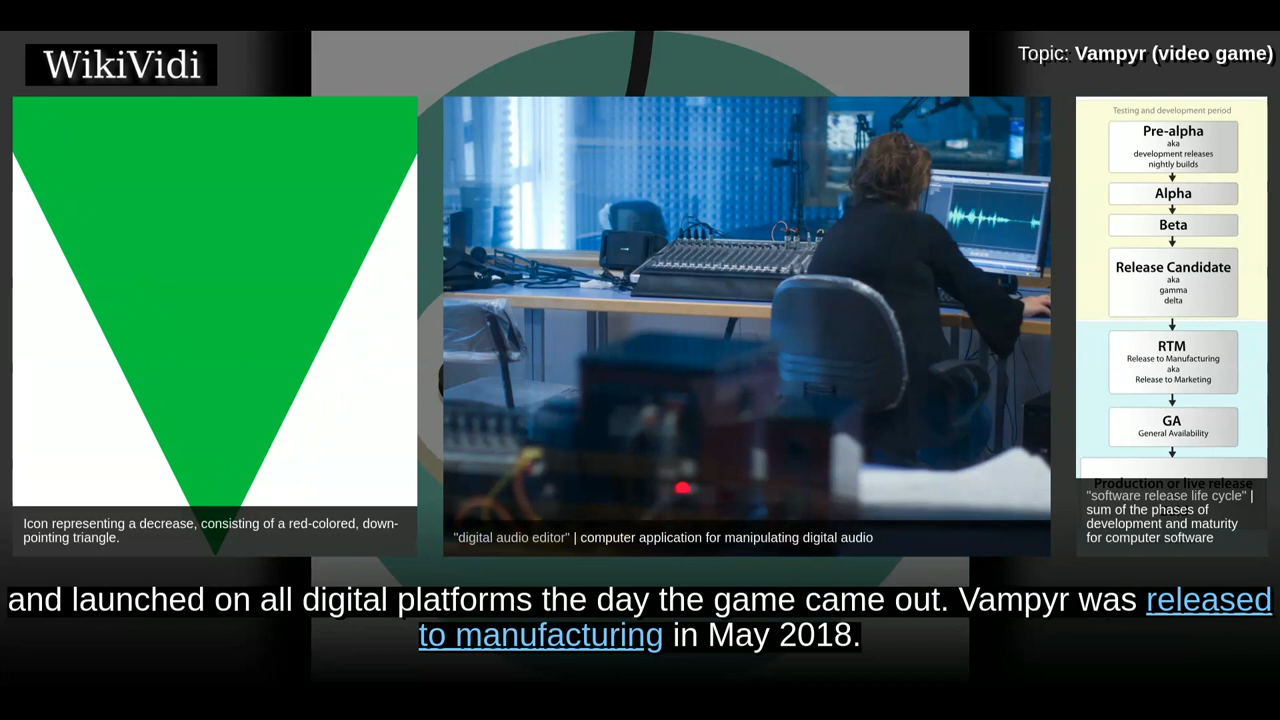 WikiVidi
Topic: Vampyr (video game)
Icon representing a decrease, consisting of a red-colored, down-
pointing triangle.
"digital audio editor" | computer application for manipulating digital audio
Testing and development period
Pre-alpha
aka
development releases
nightly builds
Alpha
Beta
Release Candidate
aka
gamma
delta
RTM
Release to Manufacturing
aka
Release to Marketing
GA
General Availability
Production or live release
"software release life cycle" |
sum of the phases of
development and maturity
for computer software
and launched on all digital platforms the day the game came out. Vampyr was released
to manufacturing in May 2018.